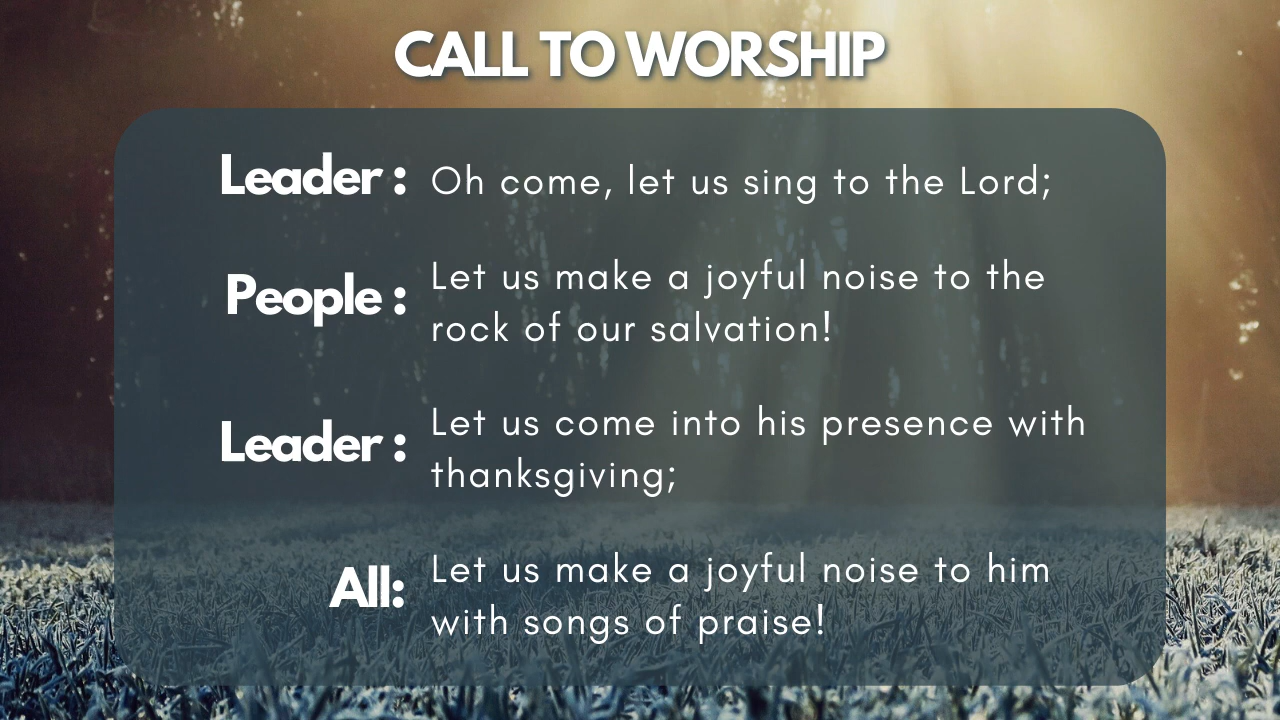 CALL TO WORSHIP
Leader : Oh come, let us sing to the Lord;
People : Let us make a joyful noise to the
rock of our salvation!
Leader : Let us come into his presence with
thanksgiving;
All: Let us make a joyful noise to him
with songs of praise!